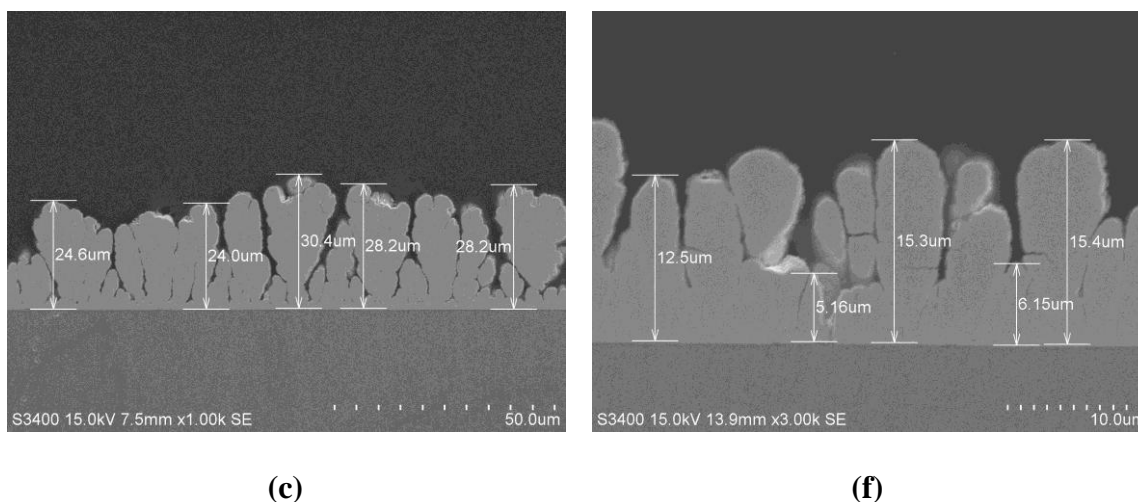 24.6um
24.0um
30.4um
28.2um
28.2um
S3400 15.0kV 7.5mm x1.00k SE
50.0um
12.5um
5.16um
15.3um
6.15um
15.4um
S3400 15.0kV 13.9mm x3.00k SE
10.0um
(c)
(f)